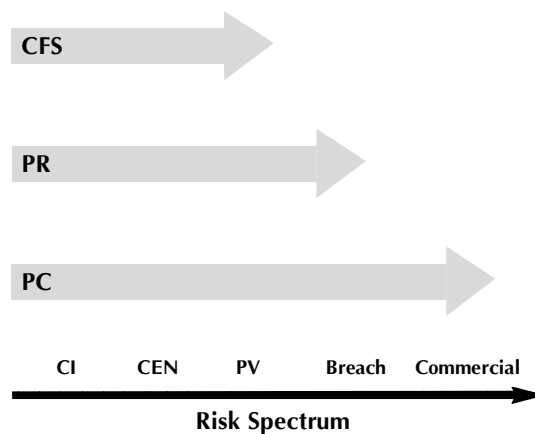 CFS
PR
PC
CI CEN PV Breach Commercial
Risk Spectrum